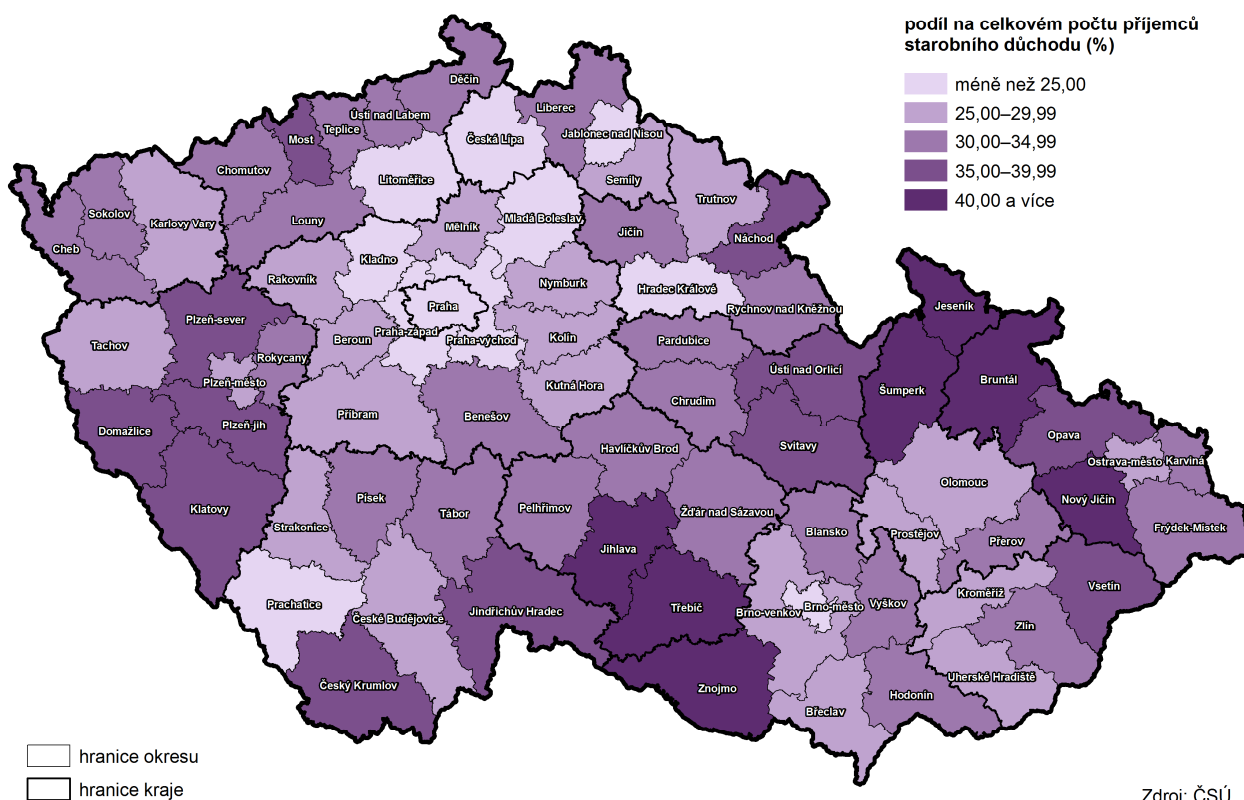 podíl na celkovém počtu příjemců
starobního důchodu (%)
méně než 25,00
25,00–29,99
30,00–34,99
35,00–39,99
40,00 a více
Děčín
Liberec
Ústí nad Labem
Teplice
Most
Česká Lípa
Jablonec nad Nisou
Chomutov
Litoměřice
Semily
Trutnov
Sokolov
Karlovy Vary
Louny
Mělník
Mladá Boleslav
Jičín
Náchod
Cheb
Kladno
Rakovník
Nymburk
Hradec Králové
Rychnov nad Kněžnou
Praha
Jeseník
Plzeň-sever
Praha-západ
Praha-východ
Kolín
Pardubice
Tachov
Rokycany
Beroun
Ústí nad Orlicí
Plzeň-město
Kutná Hora
Šumperk
Bruntál
Příbram
Benešov
Chrudim
Domažlice
Plzeň-jih
Havlíčkův Brod
Svitavy
Opava
Ostrava-město
Karviná
Olomouc
Klatovy
Písek
Tábor
Pelhřimov
Žďár nad Sázavou
Nový Jičín
Strakonice
Blansko
Prostějov
Přerov
Frýdek-Místek
Jihlava
Vsetín
Kroměříž
Prachatice
České Budějovice
Jindřichův Hradec
Třebíč
Brno-venkov
Brno-město
Vyškov
Zlín
Český Krumlov
Uherské Hradiště
Znojmo
Hodonín
Břeclav
hranice okresu
hranice kraje
Zdroj: ČSÚ